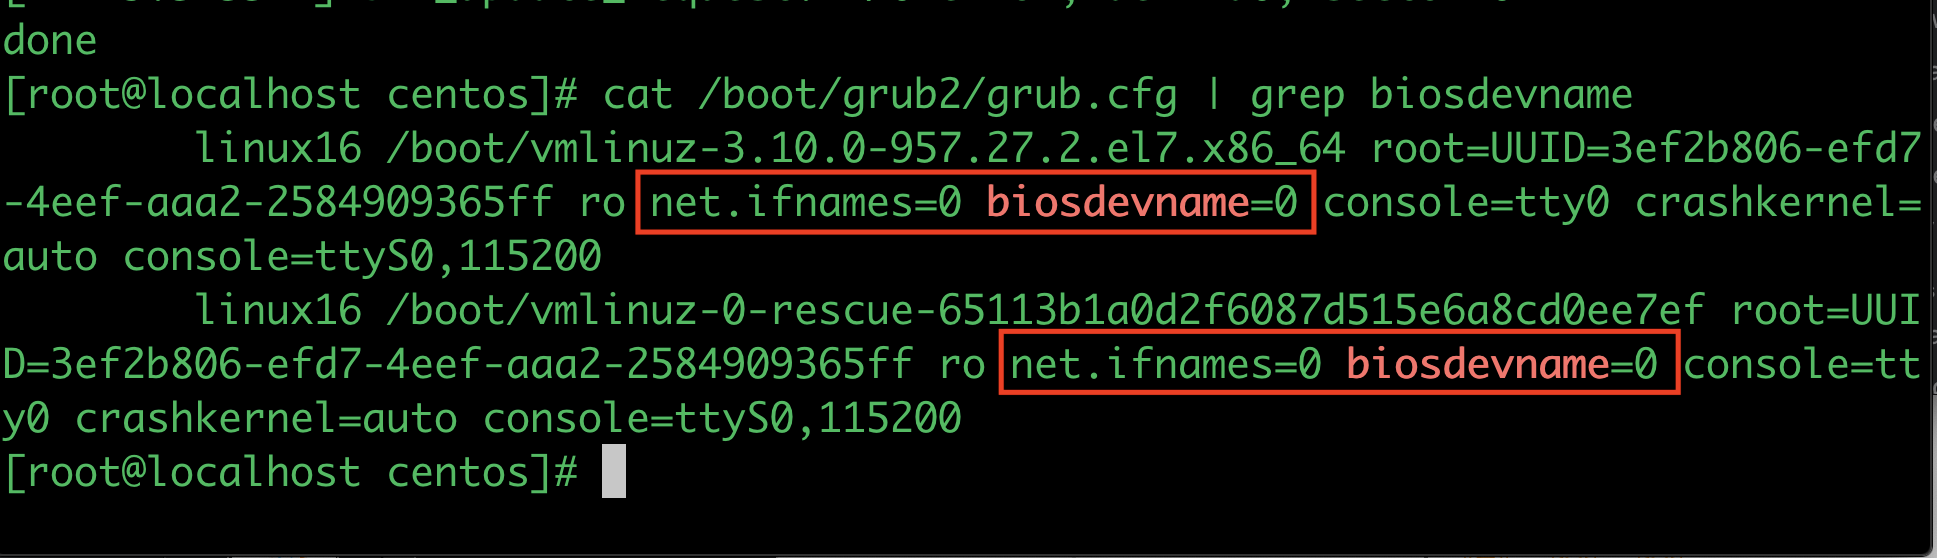 done
[root@localhost centos]# cat /boot/grub2/grub.cfg | grep biosdevname
linux16 /boot/vmlinuz-3.10.0-957.27.2.el7.x86_64 root=UUID=3ef2b806-efd7
-4eef-aaa2-2584909365ff ro net.ifnames=0 biosdevname=0 console=tty0 crashkernel=
auto console=ttyS0,115200
linux16 /boot/vmlinuz-0-rescue-65113b1a0d2f6087d515e6a8cd0ee7ef root=UUI
D=3ef2b806-efd7-4eef-aaa2-2584909365ff ro net.ifnames=0 biosdevname=0 console=tt
y0 crashkernel=auto console=ttyS0,115200
[root@localhost centos]#